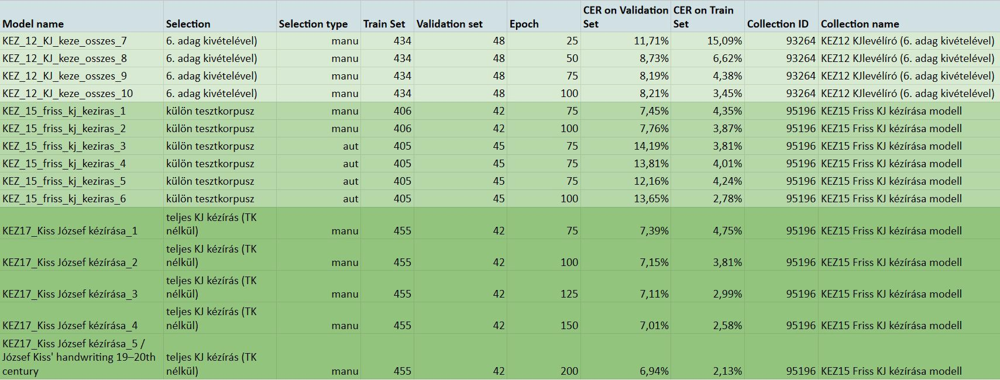 Model name Selection Selection type Train Set Validation set Epoch CER on Validation Set CER on Train Set Collection ID Collection name
KEZ_12_KJ_keze_osszes_7 6. adag kivételével) manu 434 48 25 11,71% 15,09% 93264 KEZ12 KJlevélíró (6. adag kivételével)
KEZ_12_KJ_keze_osszes_8 6. adag kivételével) manu 434 48 50 8,73% 6,62% 93264 KEZ12 KJlevélíró (6. adag kivételével)
KEZ_12_KJ_keze_osszes_9 6. adag kivételével) manu 434 48 75 8,19% 4,38% 93264 KEZ12 KJlevélíró (6. adag kivételével)
KEZ_12_KJ_keze_osszes_10 6. adag kivételével) manu 434 48 100 8,21% 3,45% 93264 KEZ12 KJlevélíró (6. adag kivételével)
KEZ_15_friss_kj_keziras_1 külön tesztkorpusz manu 406 42 75 7,45% 4,35% 95196 KEZ15 Friss KJ kézírása modell
KEZ_15_friss_kj_keziras_2 külön tesztkorpusz manu 406 42 100 7,76% 3,87% 95196 KEZ15 Friss KJ kézírása modell
KEZ_15_friss_kj_keziras_3 külön tesztkorpusz aut 405 45 75 14,19% 3,81% 95196 KEZ15 Friss KJ kézírása modell
KEZ_15_friss_kj_keziras_4 külön tesztkorpusz aut 405 45 75 13,81% 4,01% 95196 KEZ15 Friss KJ kézírása modell
KEZ_15_friss_kj_keziras_5 külön tesztkorpusz aut 405 45 75 12,16% 4,24% 95196 KEZ15 Friss KJ kézírása modell
KEZ_15_friss_kj_keziras_6 külön tesztkorpusz aut 405 45 100 13,65% 2,78% 95196 KEZ15 Friss KJ kézírása modell
KEZ17_Kiss József kézírása_1 teljes KJ kézírás (TK nélkül) manu 455 42 75 7,39% 4,75% 95196 KEZ15 Friss KJ kézírása modell
KEZ17_Kiss József kézírása_2 teljes KJ kézírás (TK nélkül) manu 455 42 100 7,15% 3,81% 95196 KEZ15 Friss KJ kézírása modell
KEZ17_Kiss József kézírása_3 teljes KJ kézírás (TK nélkül) manu 455 42 125 7,11% 2,99% 95196 KEZ15 Friss KJ kézírása modell
KEZ17_Kiss József kézírása_4 teljes KJ kézírás (TK nélkül) manu 455 42 150 7,01% 2,58% 95196 KEZ15 Friss KJ kézírása modell
KEZ17_Kiss József kézírása_5 / József Kiss' handwriting 19–20th century teljes KJ kézírás (TK nélkül) manu 455 42 200 6,94% 2,13% 95196 KEZ15 Friss KJ kézírása modell